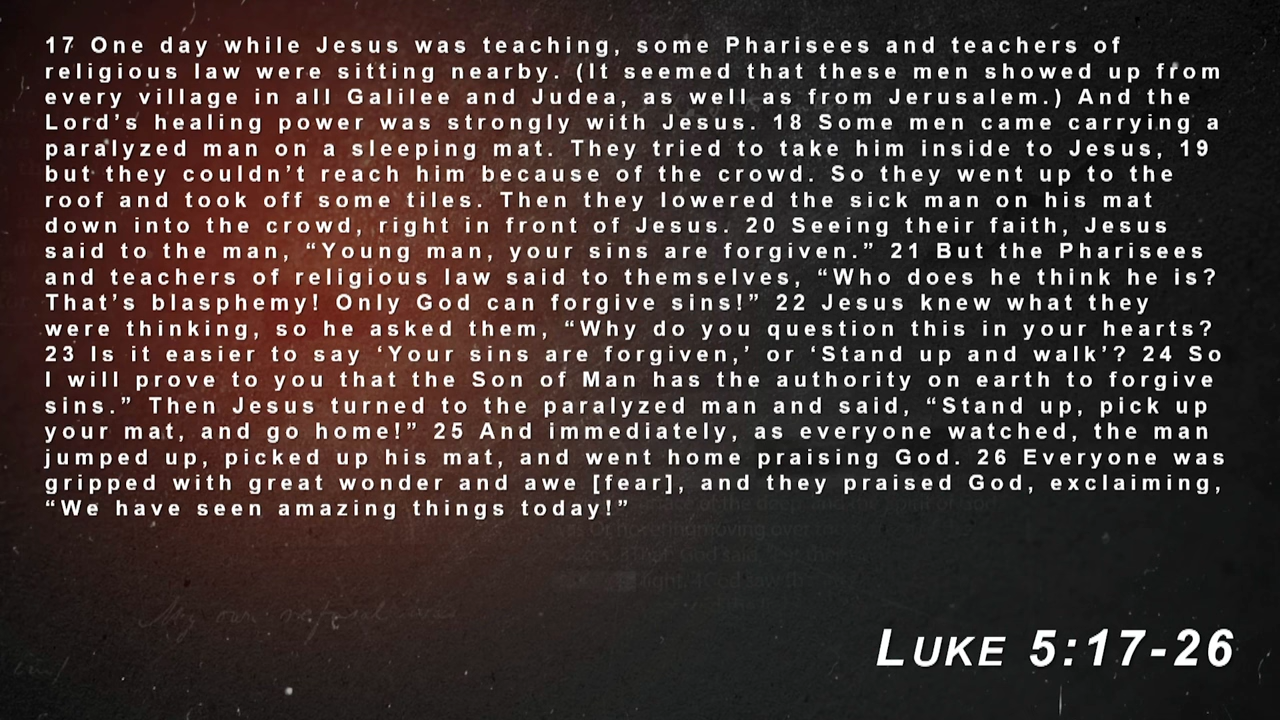 17 One day while Jesus was teaching, some Pharisees and teachers of
religious law were sitting nearby. (It seemed that these men showed up from
every village in all Galilee and Judea, as well as from Jerusalem.) And the
Lord’s healing power was strongly with Jesus. 18 Some men came carrying a
paralyzed man on a sleeping mat. They tried to take him inside to Jesus, 19
but they couldn’t reach him because of the crowd. So they went up to the
roof and took off some tiles. Then they lowered the sick man on his mat
down into the crowd, right in front of Jesus. 20 Seeing their faith, Jesus
said to the man, “Young man, your sins are forgiven.” 21 But the Pharisees
and teachers of religious law said to themselves, “Who does he think he is?
That’s blasphemy! Only God can forgive sins!” 22 Jesus knew what they
were thinking, so he asked them, “Why do you question this in your hearts?
23 Is it easier to say ‘Your sins are forgiven,’ or ‘Stand up and walk’? 24 So
I will prove to you that the Son of Man has the authority on earth to forgive
sins.” Then Jesus turned to the paralyzed man and said, “Stand up, pick up
your mat, and go home!” 25 And immediately, as everyone watched, the man
jumped up, picked up his mat, and went home praising God. 26 Everyone was
gripped with great wonder and awe [fear], and they praised God, exclaiming,
“We have seen amazing things today!”
of the deep, and the
moving over
God said,
light,
LUKE 5:17-26